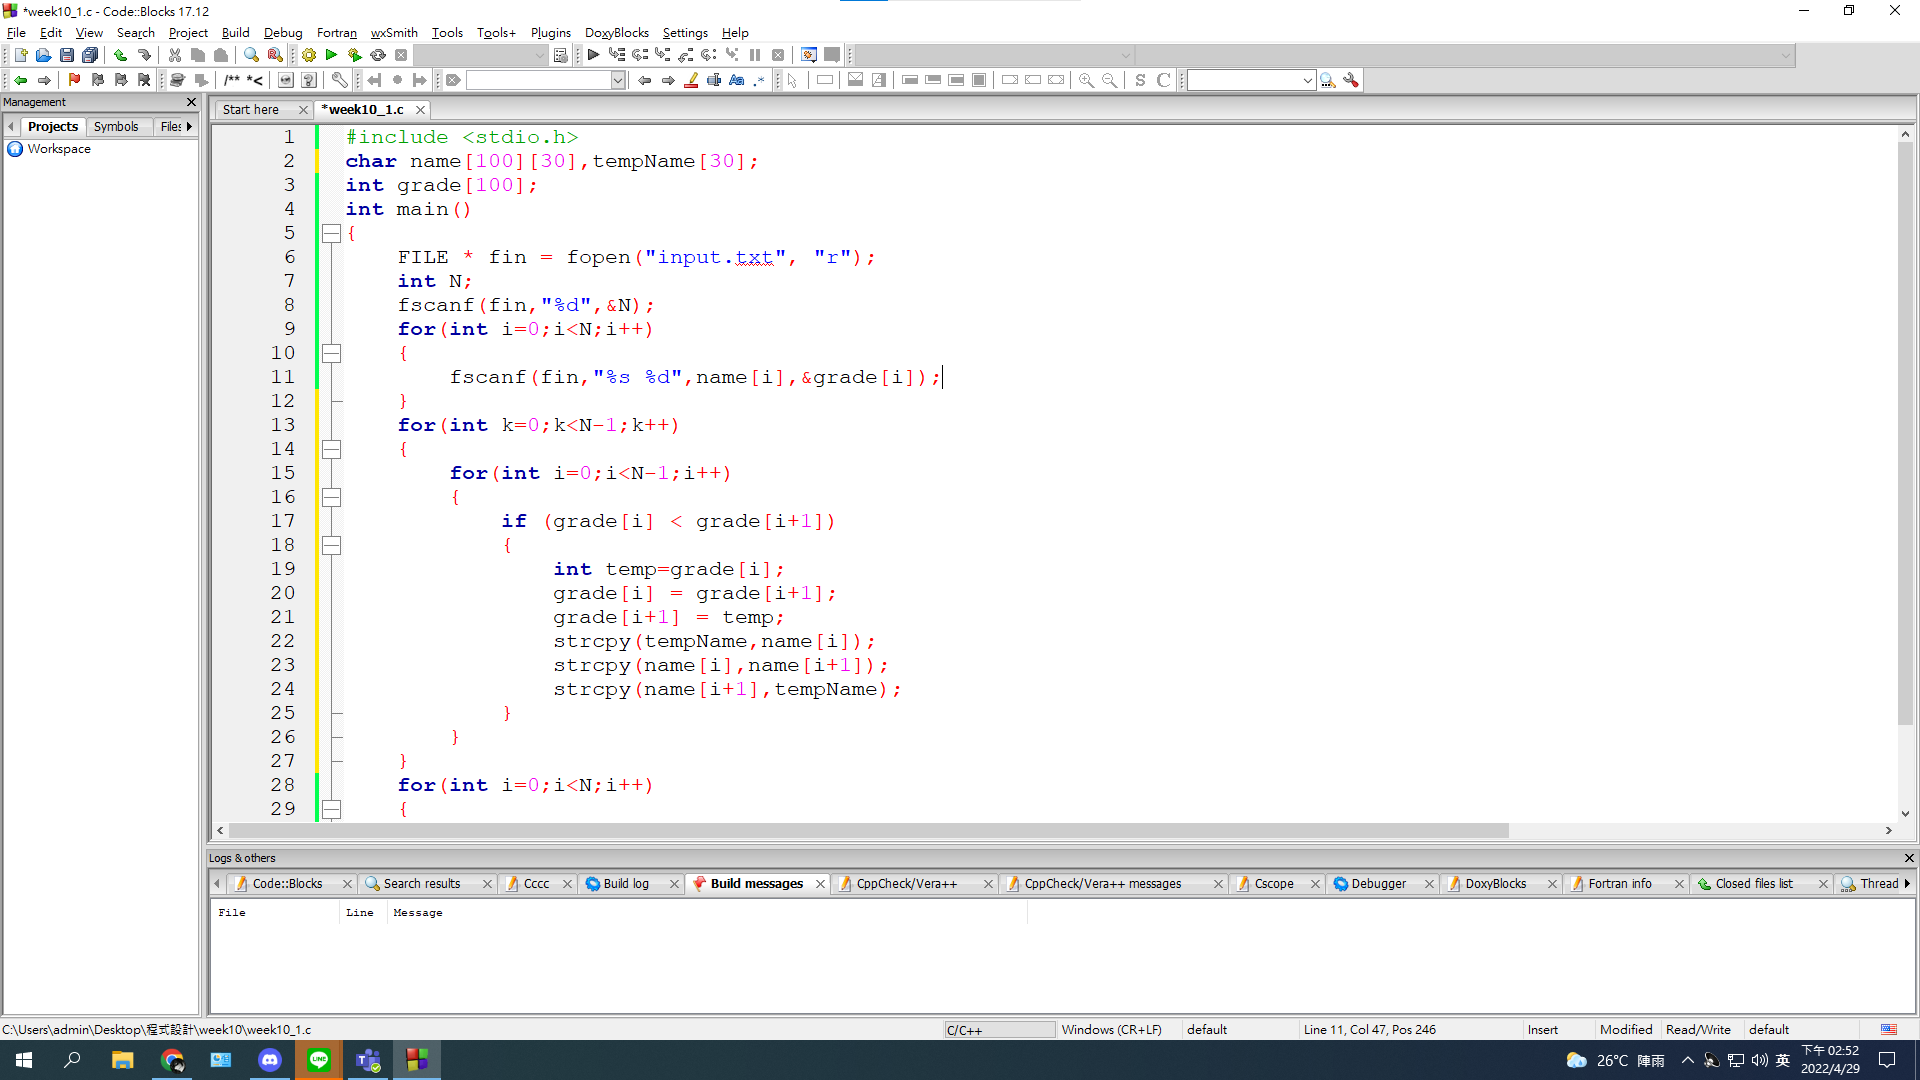 *week10_1.c - Code::Blocks 17.12
File Edit View Search Project Build Debug Fortran wxSmith Tools Tools+ Plugins DoxyBlocks Settings Help
/** *<
Aa .*
S C
Management
Projects Symbols Files
Workspace
Start here *week10_1.c
1 #include <stdio.h>
2 char name[100][30],tempName[30];
3 int grade[100];
4 int main()
5 {
6 FILE * fin = fopen("input.txt", "r");
7 int N;
8 fscanf(fin,"%d",&N);
9 for(int i=0;i<N;i++)
10 {
11 fscanf(fin,"%s %d",name[i],&grade[i]);
12 }
13 for(int k=0;k<N-1;k++)
14 {
15 for(int i=0;i<N-1;i++)
16 {
17 if (grade[i] < grade[i+1])
18 {
19 int temp=grade[i];
20 grade[i] = grade[i+1];
21 grade[i+1] = temp;
22 strcpy(tempName,name[i]);
23 strcpy(name[i],name[i+1]);
24 strcpy(name[i+1],tempName);
25 }
26 }
27 }
28 for(int i=0;i<N;i++)
29 {
Logs & others
Code::Blocks Search results Cccc Build log Build messages CppCheck/Vera++ CppCheck/Vera++ messages Cscope Debugger DoxyBlocks Fortran info Closed files list Thread
File Line Message
C:\Users\admin\Desktop\程式設計\week10\week10_1.c C/C++ Windows (CR+LF) default Line 11, Col 47, Pos 246 Insert Modified Read/Write default
26°C 陣雨 英 下午 02:52
2022/4/29